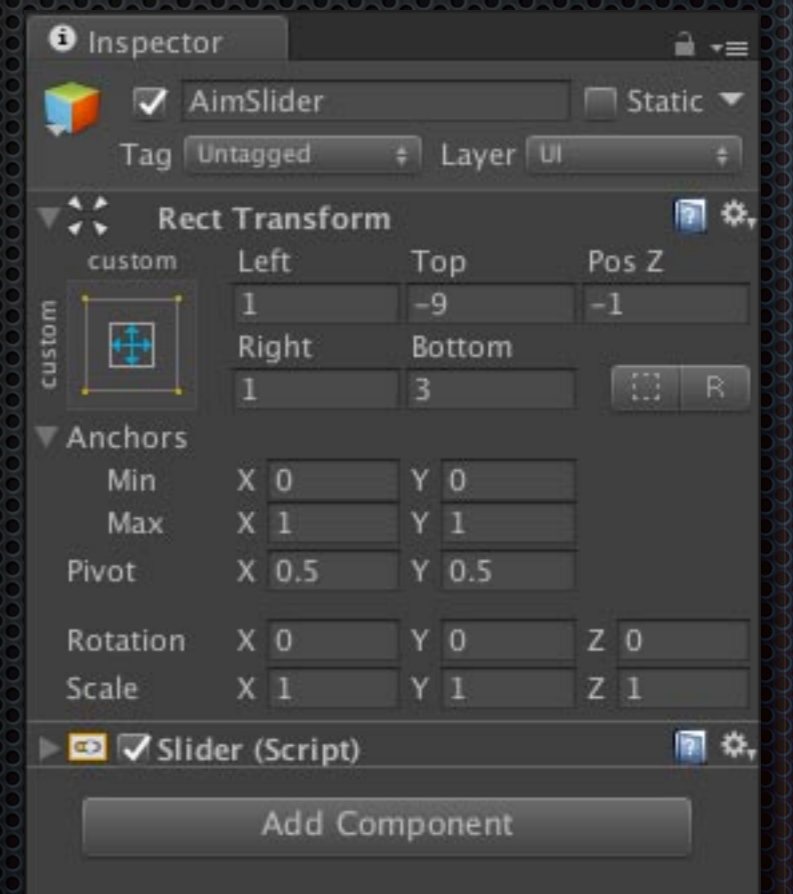 Inspector
AimSlider Static
Tag Untagged Layer UI
Rect Transform
custom Left Top Pos Z
custom 1 -9 -1
Right Bottom
1 3 R
Anchors
Min X 0 Y 0
Max X 1 Y 1
Pivot X 0.5 Y 0.5
Rotation X 0 Y 0 Z 0
Scale X 1 Y 1 Z 1
Slider (Script)
Add Component